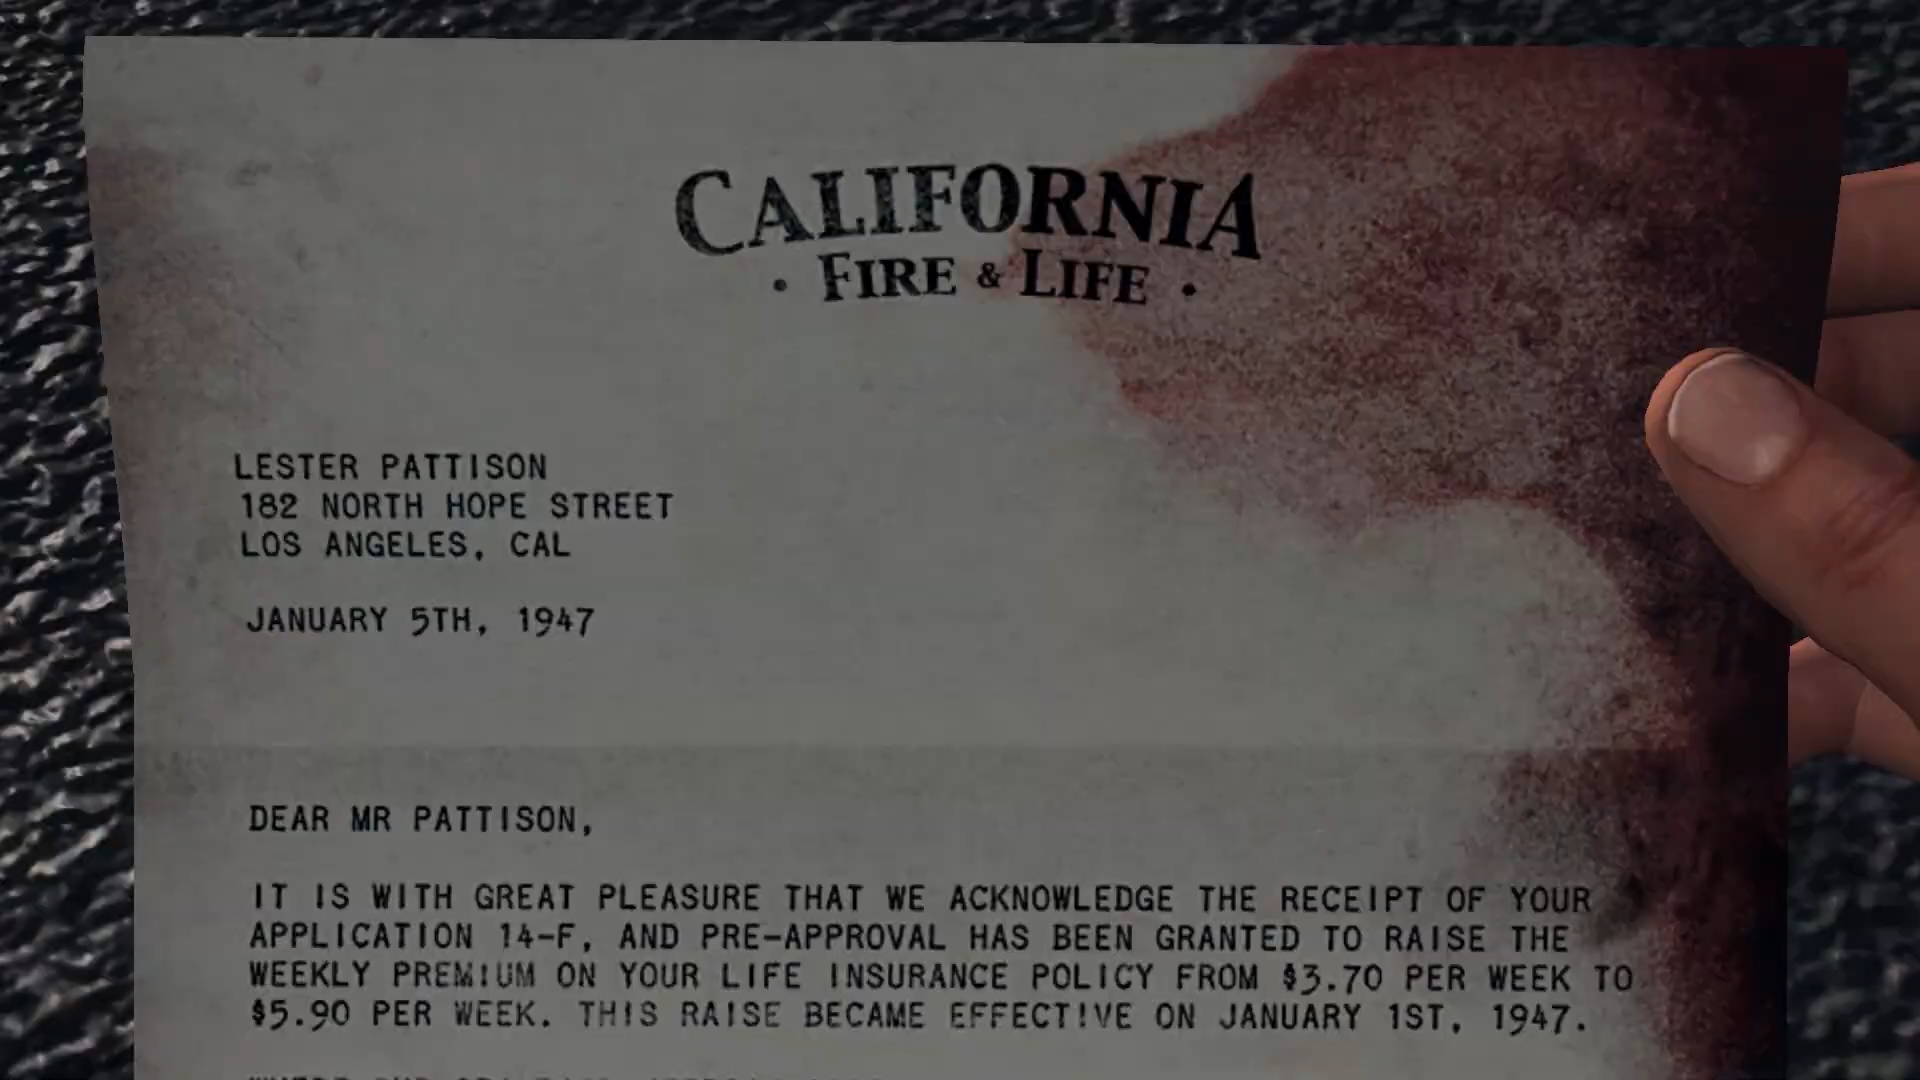 CALIFORNIA
• FIRE & LIFE •
LESTER PATTISON
182 NORTH HOPE STREET
LOS ANGELES, CAL
JANUARY 5TH, 1947
DEAR MR PATTISON,
IT IS WITH GREAT PLEASURE THAT WE ACKNOWLEDGE THE RECEIPT OF YOUR
APPLICATION 14-F, AND PRE-APPROVAL HAS BEEN GRANTED TO RAISE THE
WEEKLY PREMIUM ON YOUR LIFE INSURANCE POLICY FROM $3.70 PER WEEK TO
$5.90 PER WEEK. THIS RAISE BECAME EFFECTIVE ON JANUARY 1ST, 1947.